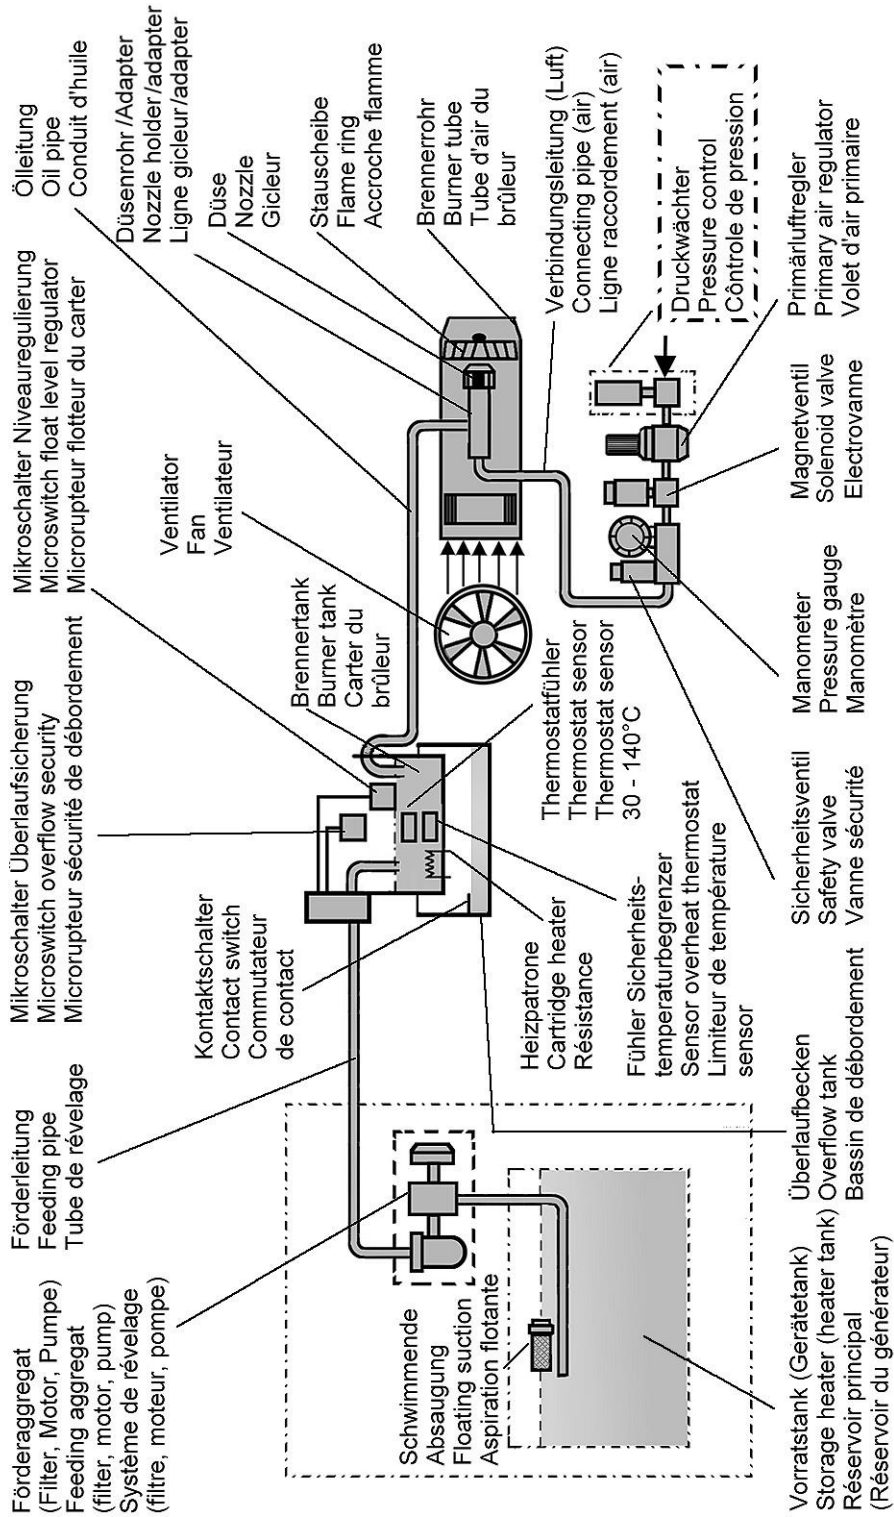 Förderaggregat
(Filter, Motor, Pumpe)
Feeding aggregat
(filter, motor, pump)
Système de révelage
(filtre, moteur, pompe)
Förderleitung
Feeding pipe
Tube de révelage
Mikroschalter Überlaufsicherung
Microswitch overflow security
Microrupteur sécurité de débordement
Mikroschalter Niveauregulierung
Microswitch float level regulator
Microrupteur flotteur du carter
Ölleitung
Oil pipe
Conduit d'huile
Düsenrohr /Adapter
Nozzle holder/adapter
Ligne gicleur/adapter
Düse
Nozzle
Gicleur
Stauscheibe
Flame ring
Accroche flamme
Brennerrohr
Burner tube
Tube d'air du
brûleur
Ventilator
Fan
Ventilateur
Brennertank
Burner tank
Carter du
brûleur
Kontaktschalter
Contact switch
Commutateur
de contact
Schwimmende
Absaugung
Floating suction
Aspiration flotante
Heizpatrone
Cartridge heater
Résistance
Thermostatfühler
Thermostat sensor
Thermostat sensor
30 - 140°C
Fühler Sicherheits-
temperaturbegrenzer
Sensor overheat thermostat
Limiteur de température
sensor
Verbindungsleitung (Luft)
Connecting pipe (air)
Ligne raccordement (air)
Druckwächter
Pressure control
Côntrole de pression
Vorratstank (Gerätetank)
Storage heater (heater tank)
Réservoir principal
(Réservoir du générateur)
Überlaufbecken
Overflow tank
Bassin de débordement
Sicherheitsventil
Safety valve
Vanne sécurité
Manometer
Pressure gauge
Manomètre
Magnetventil
Solenoid valve
Electrovanne
Primärluftregler
Primary air regulator
Volet d'air primaire